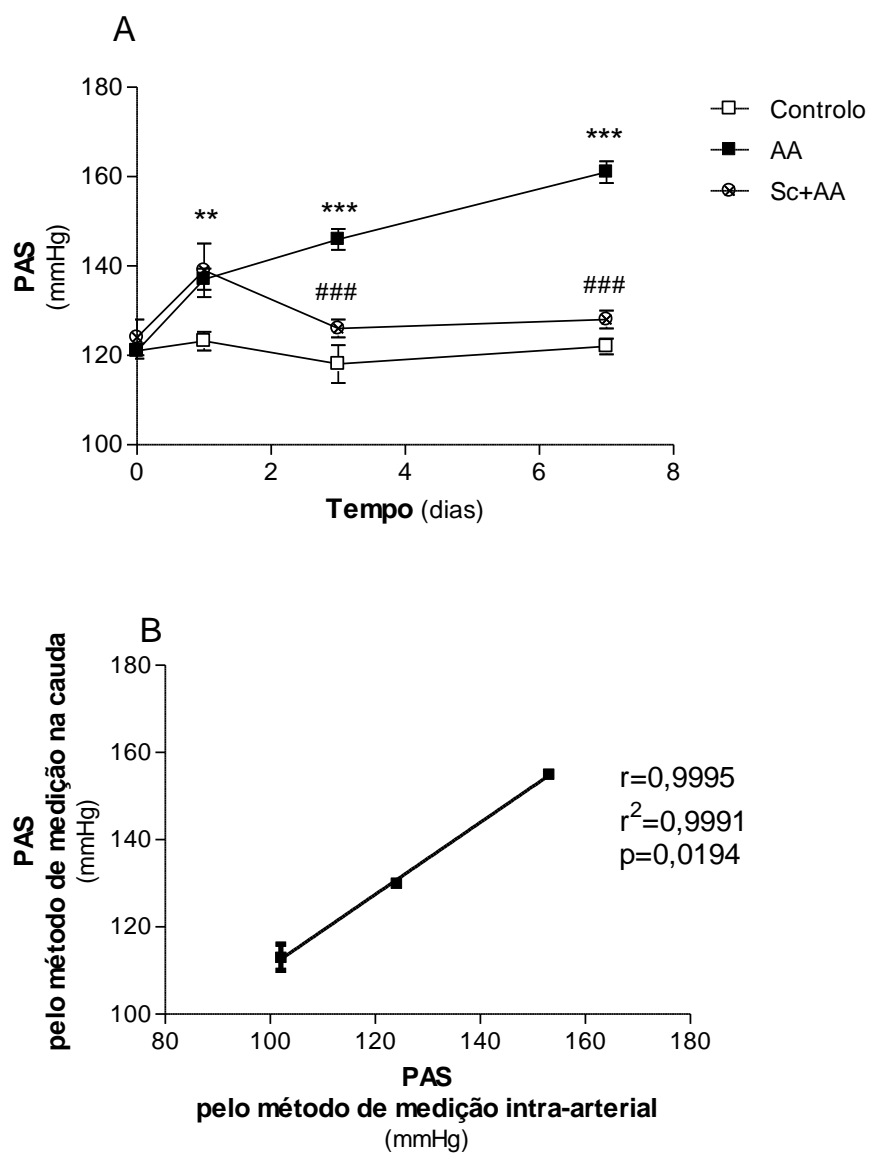 A
180
160
140
120
100
PAS
(mmHg)
**
***
***
###
###
0
2
4
6
8
Tempo (dias)
Controlo
AA
Sc+AA
B
PAS
pelo método de medição na cauda
(mmHg)
180
160
140
120
100
80
100
120
140
160
180
r=0,9995
r²=0,9991
p=0,0194
PAS
pelo método de medição intra-arterial
(mmHg)